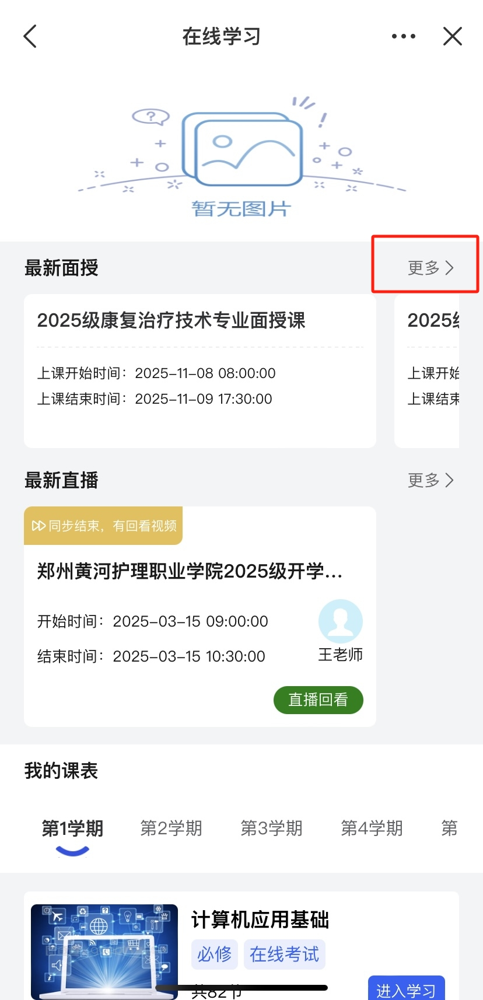 在线学习
?
!
暂无图片
最新面授
更多
2025级康复治疗技术专业面授课
上课开始时间：2025-11-08 08:00:00
上课结束时间：2025-11-09 17:30:00
2025
上课开始
上课结束
最新直播
更多
同步结束，有回看视频
郑州黄河护理职业学院2025级开学...
开始时间：2025-03-15 09:00:00
结束时间：2025-03-15 10:30:00
王老师
直播回看
我的课表
第1学期
第2学期
第3学期
第4学期
第
计算机应用基础
必修
在线考试
共82节
进入学习